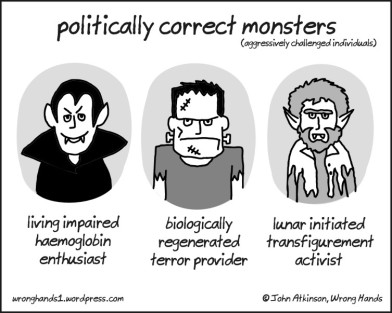 politically correct monsters
(aggressively challenged individuals)
living impaired
haemoglobin
enthusiast
biologically
regenerated
terror provider
lunar initiated
transfigurement
activist
wronghands1.wordpress.com
© John Atkinson, Wrong Hands